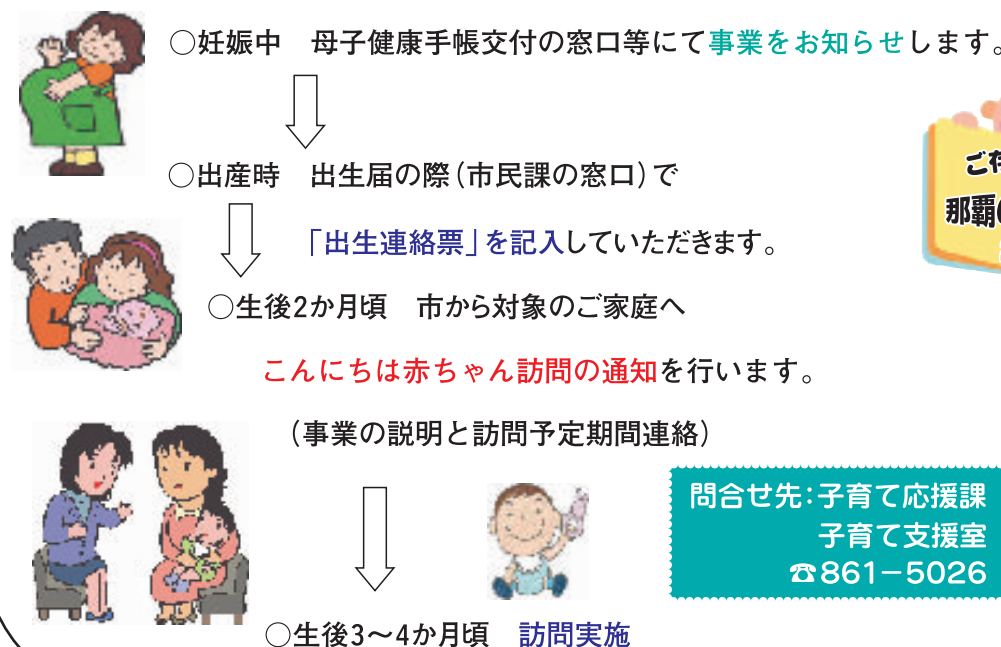 ○妊娠中　母子健康手帳交付の窓口等にて事業をお知らせします。
○出産時　出生届の際（市民課の窓口）で
「出生連絡票」を記入していただきます。
○生後2か月頃　市から対象のご家庭へ
こんにちは赤ちゃん訪問の通知を行います。
（事業の説明と訪問予定期間連絡）
○生後3～4か月頃　訪問実施
ご存
那覇の
問合せ先：子育て応援課
子育て支援室
☎861－5026